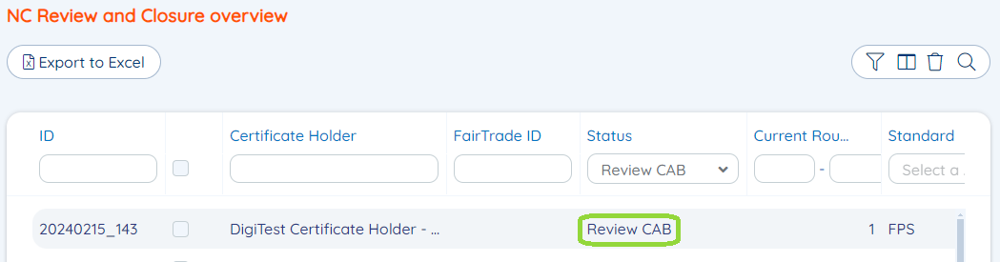 NC Review and Closure overview
Export to Excel
ID Certificate Holder FairTrade ID Status Current Rou... Standard
Review CAB - Select a
20240215_143 DigiTest Certificate Holder - ... Review CAB 1 FPS